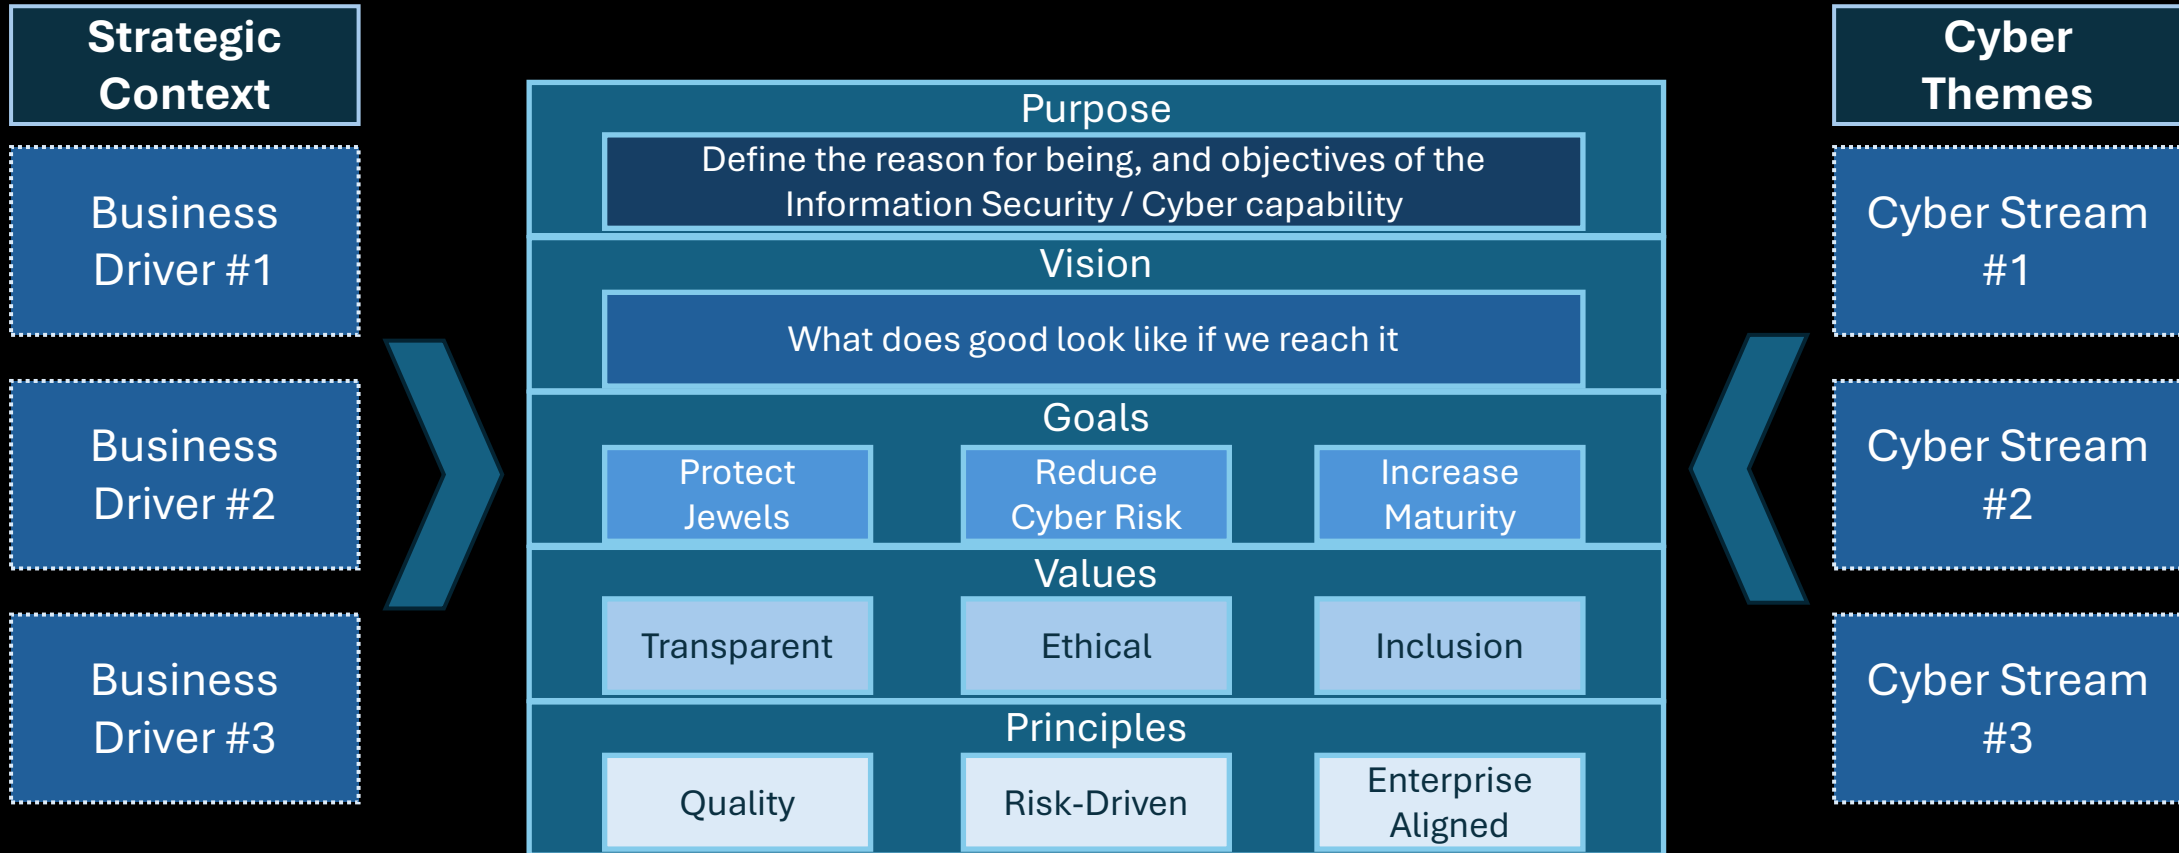 Strategic
Context
Business
Driver #1
Business
Driver #2
Business
Driver #3
Purpose
Define the reason for being, and objectives of the
Information Security / Cyber capability
Vision
What does good look like if we reach it
Goals
Protect
Jewels
Reduce
Cyber Risk
Increase
Maturity
Values
Transparent
Ethical
Inclusion
Principles
Quality
Risk-Driven
Enterprise
Aligned
Cyber
Themes
Cyber Stream
#1
Cyber Stream
#2
Cyber Stream
#3